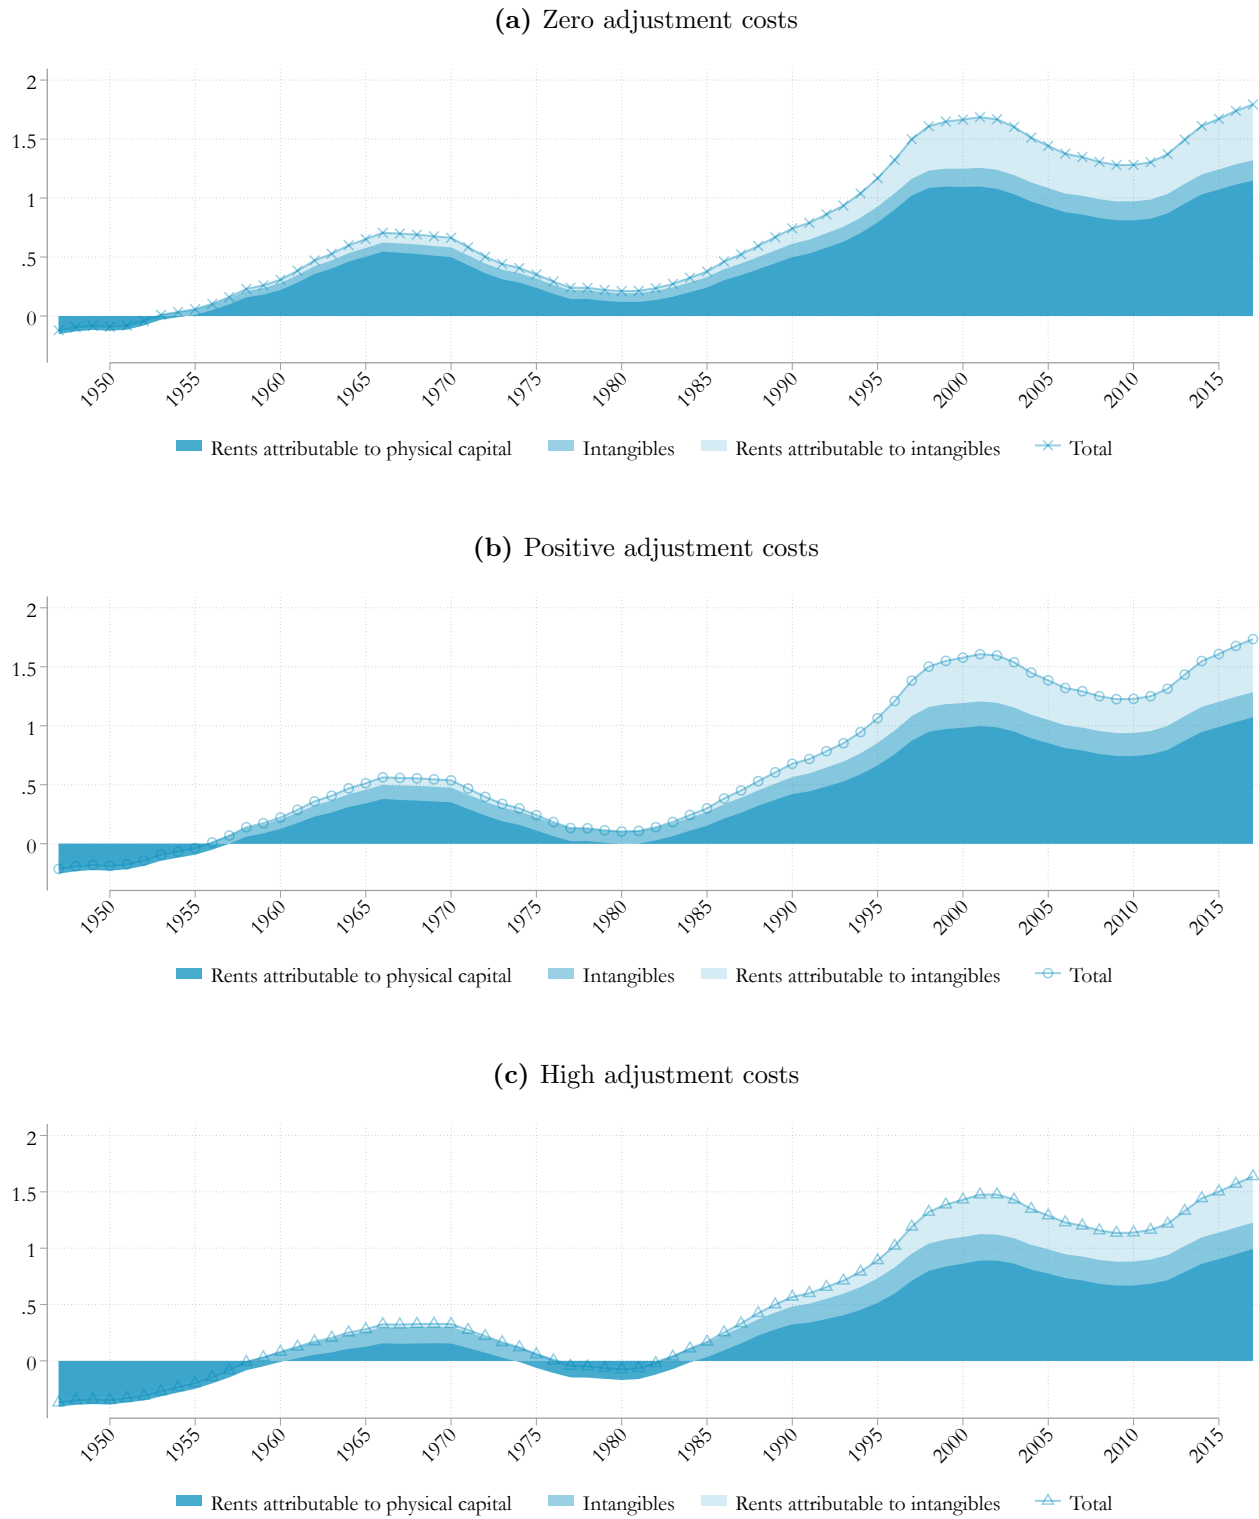 (a) Zero adjustment costs
2
1.5
1
.5
0
1950 1955 1960 1965 1970 1975 1980 1985 1990 1995 2000 2005 2010 2015
Rents attributable to physical capital Intangibles Rents attributable to intangibles Total
(b) Positive adjustment costs
2
1.5
1
.5
0
1950 1955 1960 1965 1970 1975 1980 1985 1990 1995 2000 2005 2010 2015
Rents attributable to physical capital Intangibles Rents attributable to intangibles Total
(c) High adjustment costs
2
1.5
1
.5
0
1950 1955 1960 1965 1970 1975 1980 1985 1990 1995 2000 2005 2010 2015
Rents attributable to physical capital Intangibles Rents attributable to intangibles Total